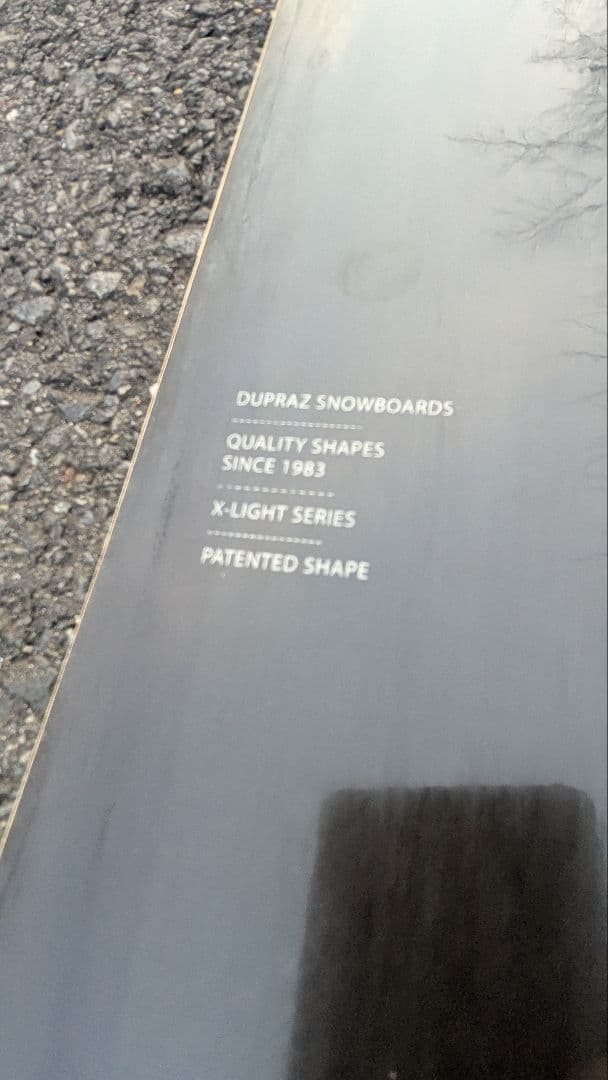 DUPRAZ SNOWBOARDS
QUALITY SHAPES
SINCE 1983
X-LIGHT SERIES
PATENTED SHAPE